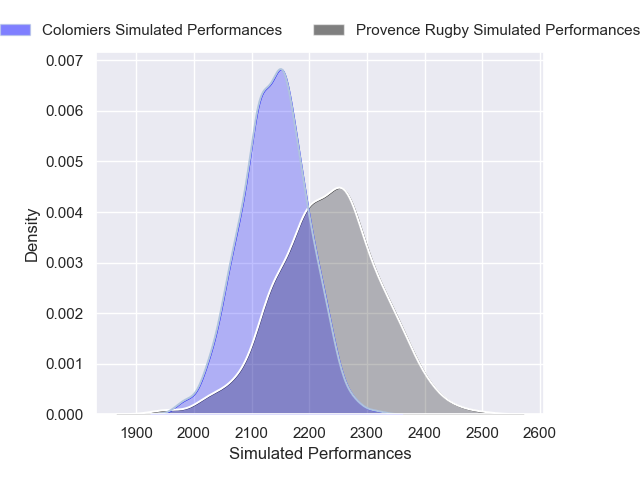 Colomiers Simulated Performances
Provence Rugby Simulated Performances
0.007
0.006
0.005
0.004
0.003
0.002
0.001
0.000
Density
1900 2000 2100 2200 2300 2400 2500 2600
Simulated Performances